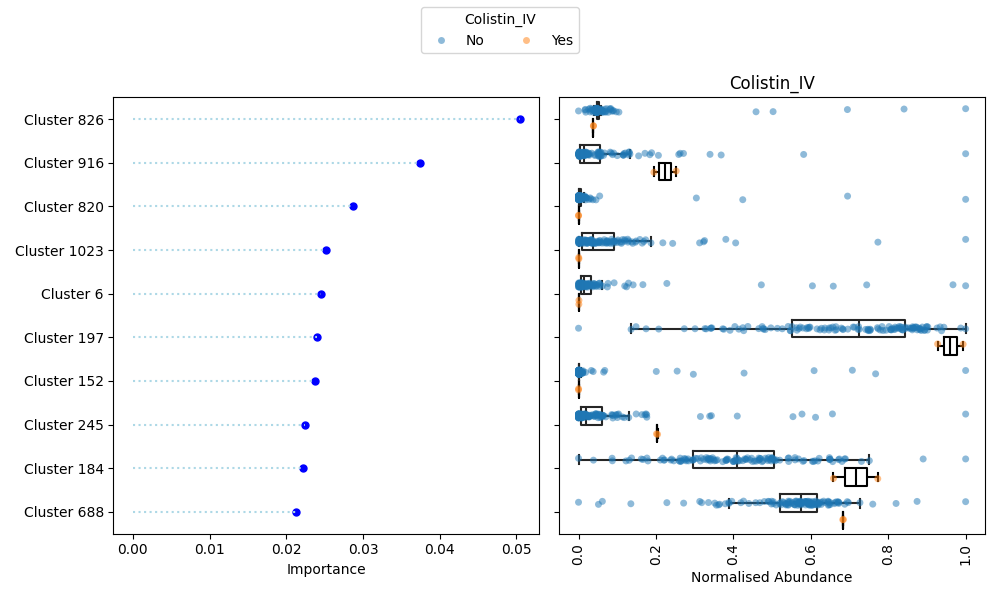 Colistin_IV
No Yes
Colistin_IV
Cluster 826
Cluster 916
Cluster 820
Cluster 1023
Cluster 6
Cluster 197
Cluster 152
Cluster 245
Cluster 184
Cluster 688
0.00 0.01 0.02 0.03 0.04 0.05
Importance
0.0 0.2 0.4 0.6 0.8 1.0
Normalised Abundance